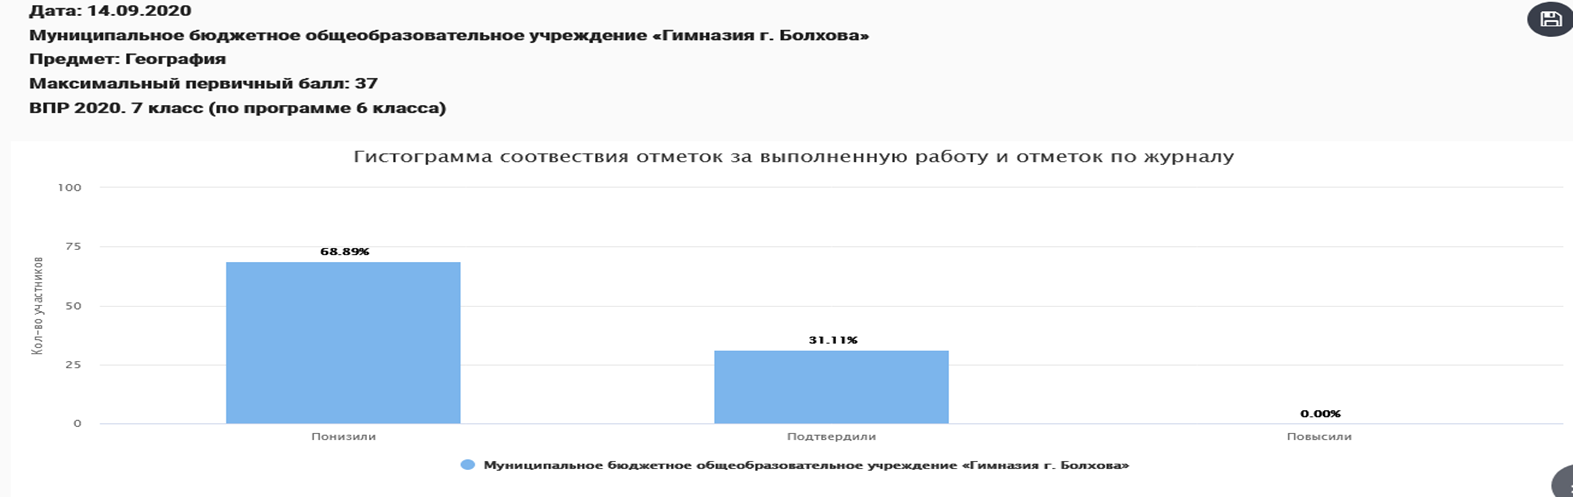 Дата: 14.09.2020
Муниципальное бюджетное общеобразовательное учреждение «Гимназия г. Болхова»
Предмет: География
Максимальный первичный балл: 37
ВПР 2020. 7 класс (по программе 6 класса)
Гистограмма соотвествия отметок за выполненную работу и отметок по журналу
Кол-во участников
100
75
50
25
0
68.89%
31.11%
0.00%
Понизили
Подтвердили
Повысили
Муниципальное бюджетное общеобразовательное учреждение «Гимназия г. Болхова»